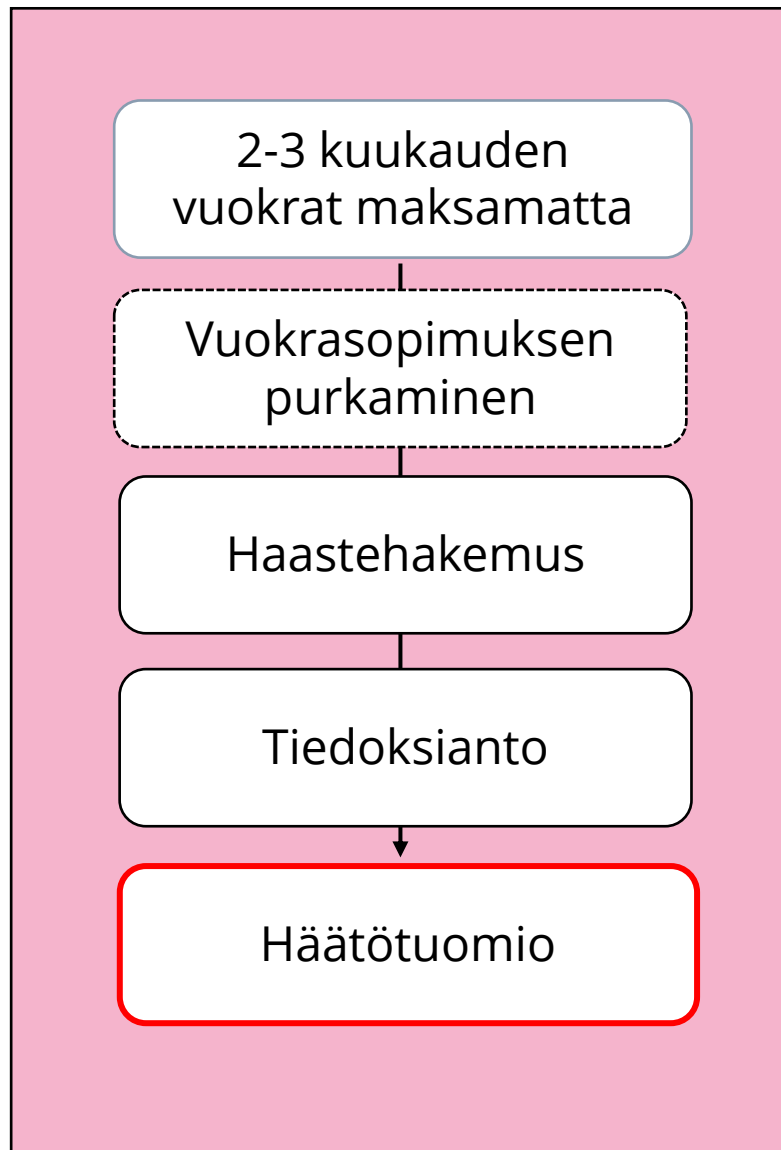 2-3 kuukauden
vuokrat maksamatta
Vuokrasopimuksen
purkaminen
Haastehakemus
Tiedoksianto
Häätötuomio